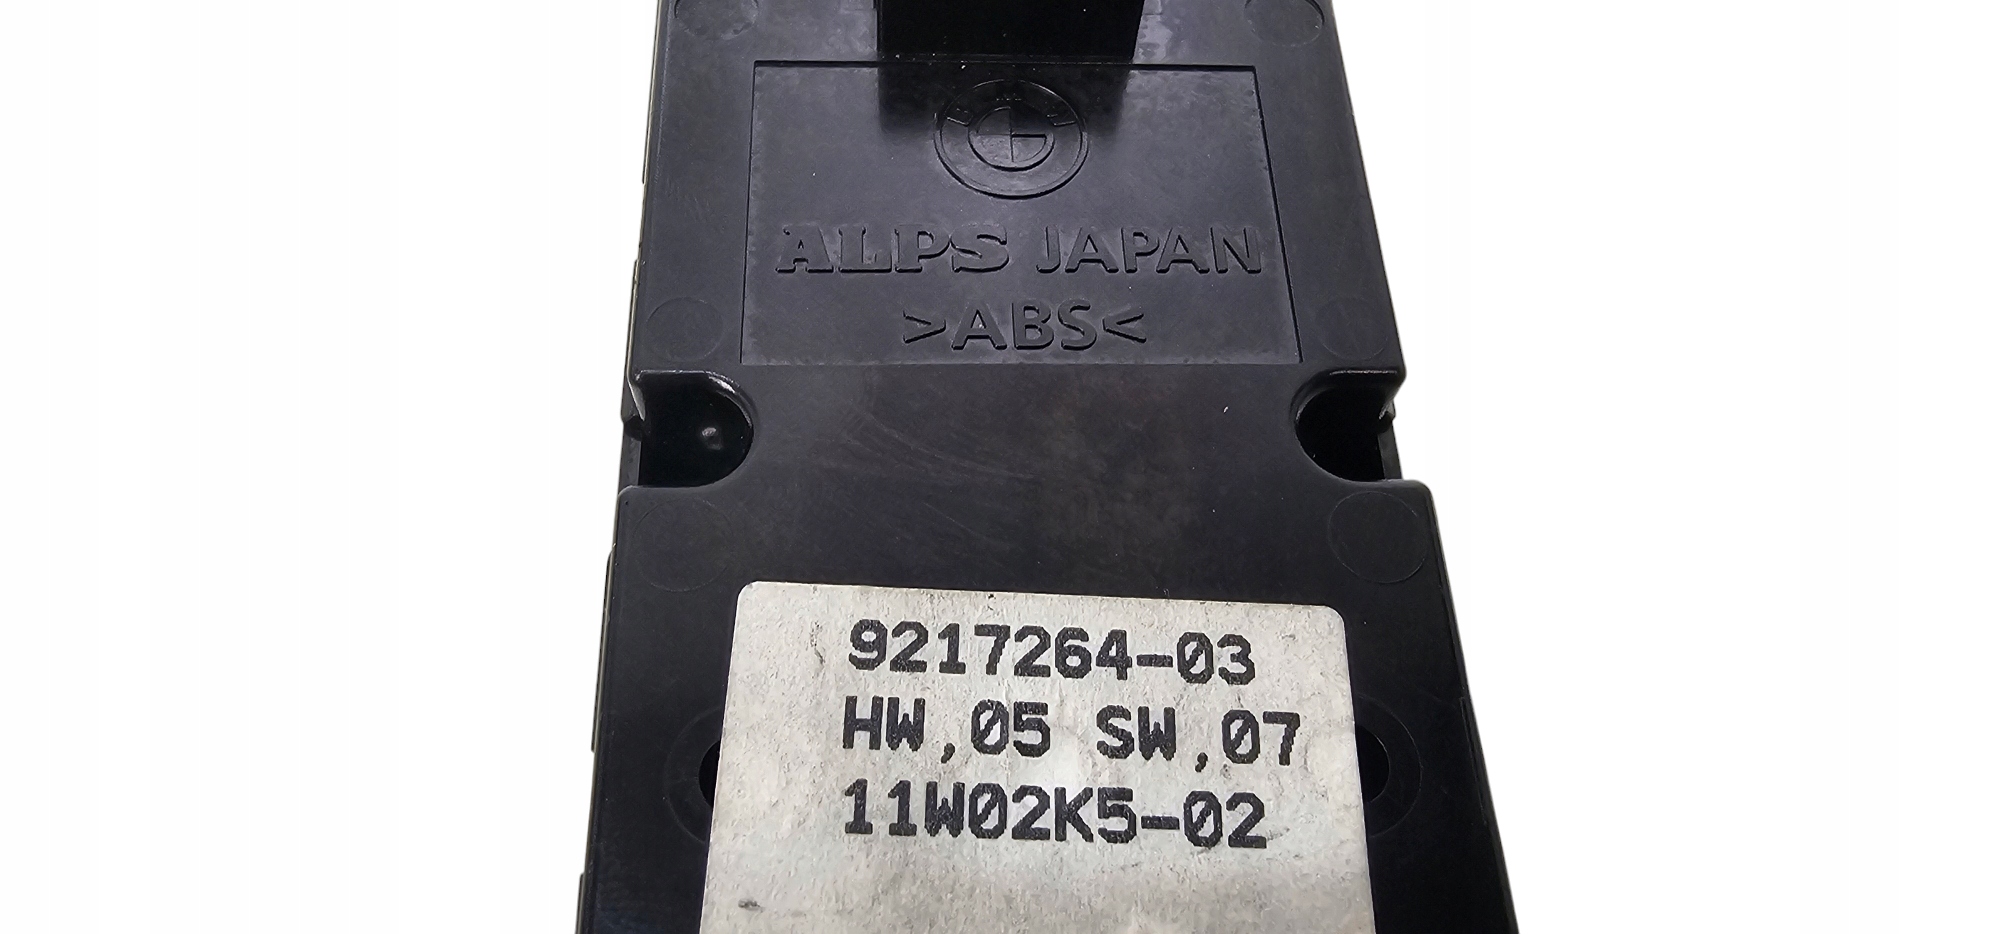 ALPS JAPAN
>ABS<
9217264-03
HW,05 SW,07
11W02K5-02